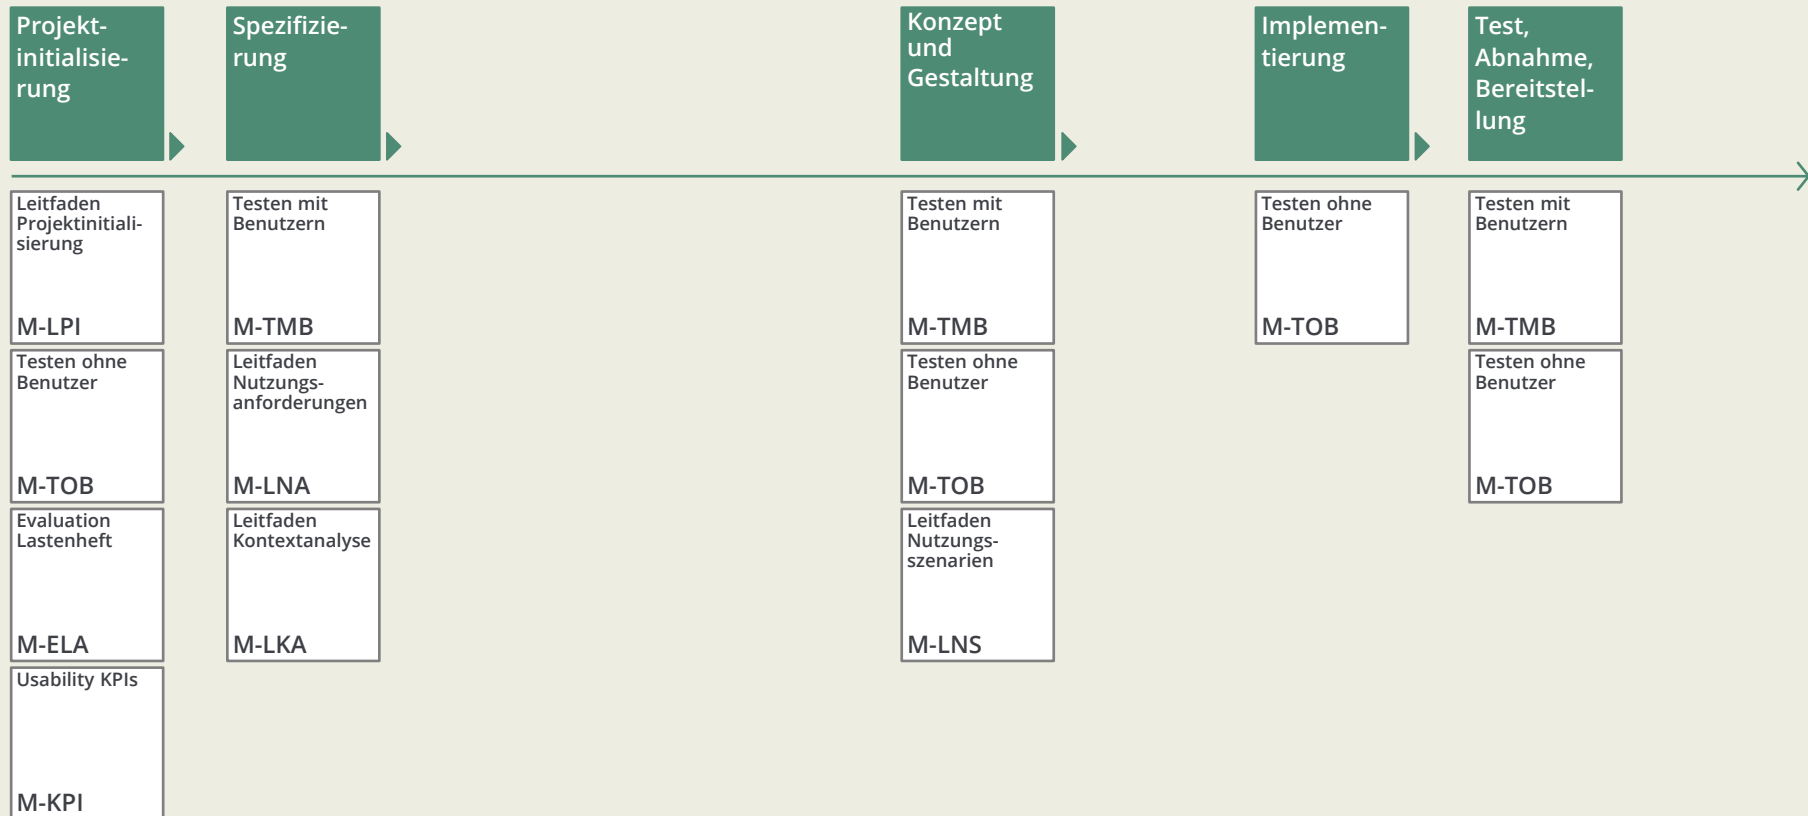 Projekt-
initialisie-
rung
Spezifizie-
rung
Konzept
und
Gestaltung
Implemen-
tierung
Test,
Abnahme,
Bereitstel-
lung
Leitfaden
Projektinitiali-
sierung
M-LPI
Testen ohne
Benutzer
M-TOB
Evaluation
Lastenheft
M-ELA
Usability KPIs
M-KPI
Testen mit
Benutzern
M-TMB
Leitfaden
Nutzungs-
anforderungen
M-LNA
Leitfaden
Kontextanalyse
M-LKA
Testen mit
Benutzern
M-TMB
Testen ohne
Benutzer
M-TOB
Leitfaden
Nutzungs-
szenarien
M-LNS
Testen ohne
Benutzer
M-TOB
Testen mit
Benutzern
M-TMB
Testen ohne
Benutzer
M-TOB